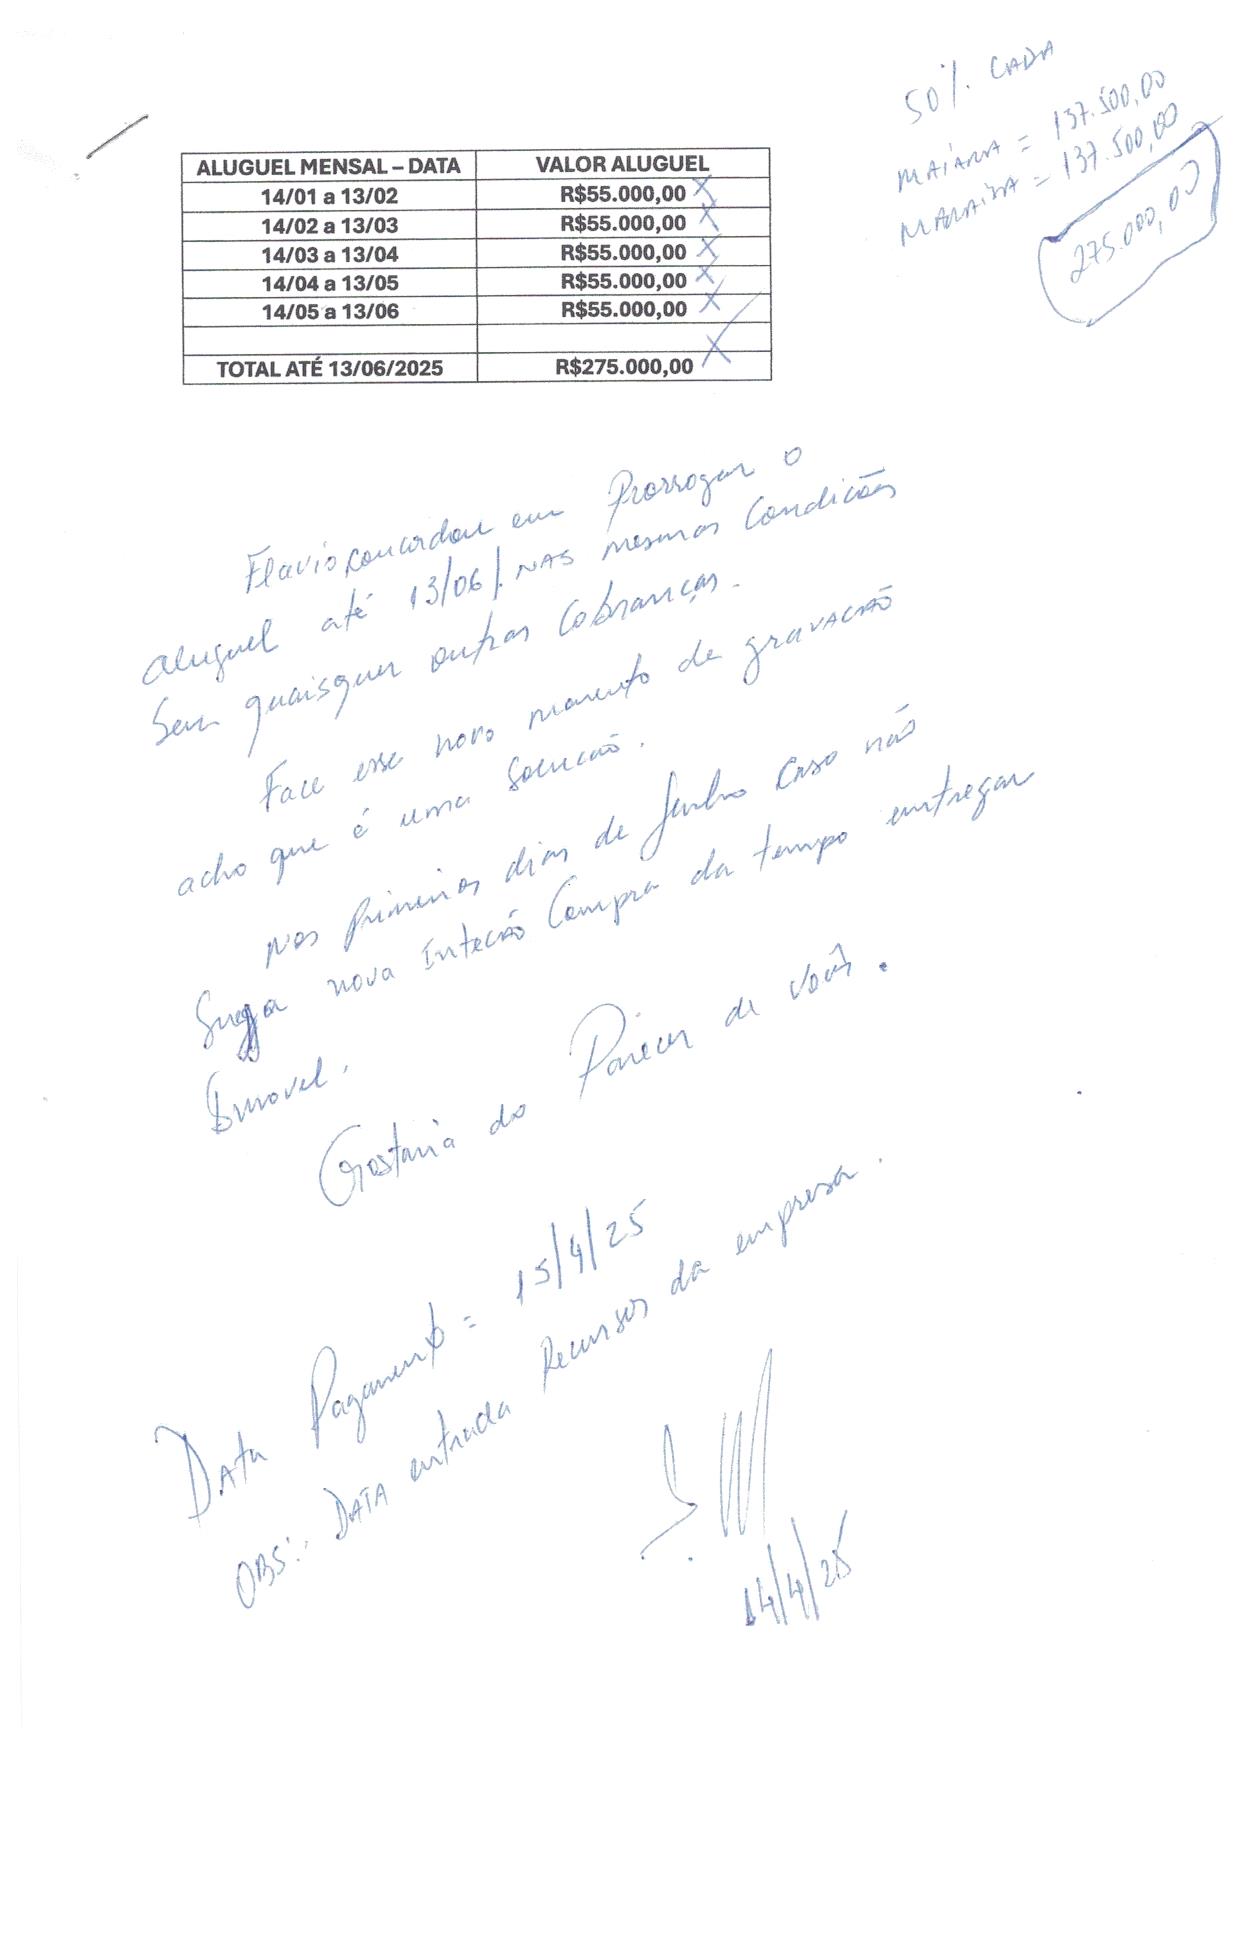 50%. CADA
MAIARA = 137.500,00
MARAISA = 137.500,00
275.000,00
ALUGUEL MENSAL – DATA VALOR ALUGUEL
14/01 a 13/02 R$55.000,00 X
14/02 a 13/03 R$55.000,00 X
14/03 a 13/04 R$55.000,00 X
14/04 a 13/05 R$55.000,00 X
14/05 a 13/06 R$55.000,00 X
TOTAL ATÉ 13/06/2025 R$275.000,00 X
Flavio concordou em Prorrogar o
aluguel até 13/06/. NAS mesmas Condições
Sem quaisquer outras Cobranças.
Face esse novo momento de gravação
acho que é uma solução.
Nos primeiros dias de Junho caso não
Surja nova Inteção Compra da tempo entregar
Imovel.
Gostaria do Parecer de vocês.
DATA Pagamento = 15/4/25
OBS:. DATA entrada Recursos da empresa.
14/4/25